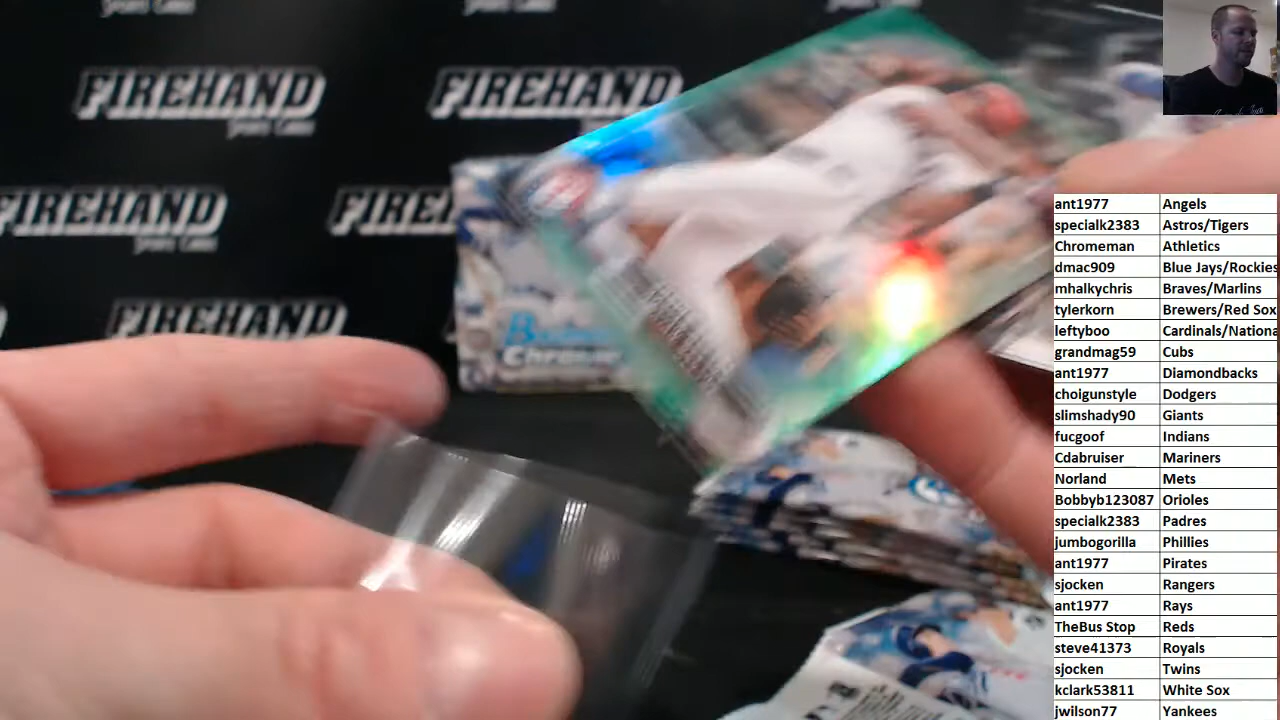 FIREHAND
FIREHAND
FIREHAND
FIREHAND
FIREHAND
Bowman
Chrome
ant1977 Angels
specialk2383 Astros/Tigers
Chromeman Athletics
dmac909 Blue Jays/Rockies
mhalkychris Braves/Marlins
tylerkorn Brewers/Red Sox
leftyboo Cardinals/Nationa
grandmag59 Cubs
ant1977 Diamondbacks
choigunstyle Dodgers
slimshady90 Giants
fucgoof Indians
Cdabruiser Mariners
Norland Mets
Bobbyb123087 Orioles
specialk2383 Padres
jumbogorilla Phillies
ant1977 Pirates
sjocken Rangers
ant1977 Rays
TheBus Stop Reds
steve41373 Royals
sjocken Twins
kclark53811 White Sox
jwilson77 Yankees